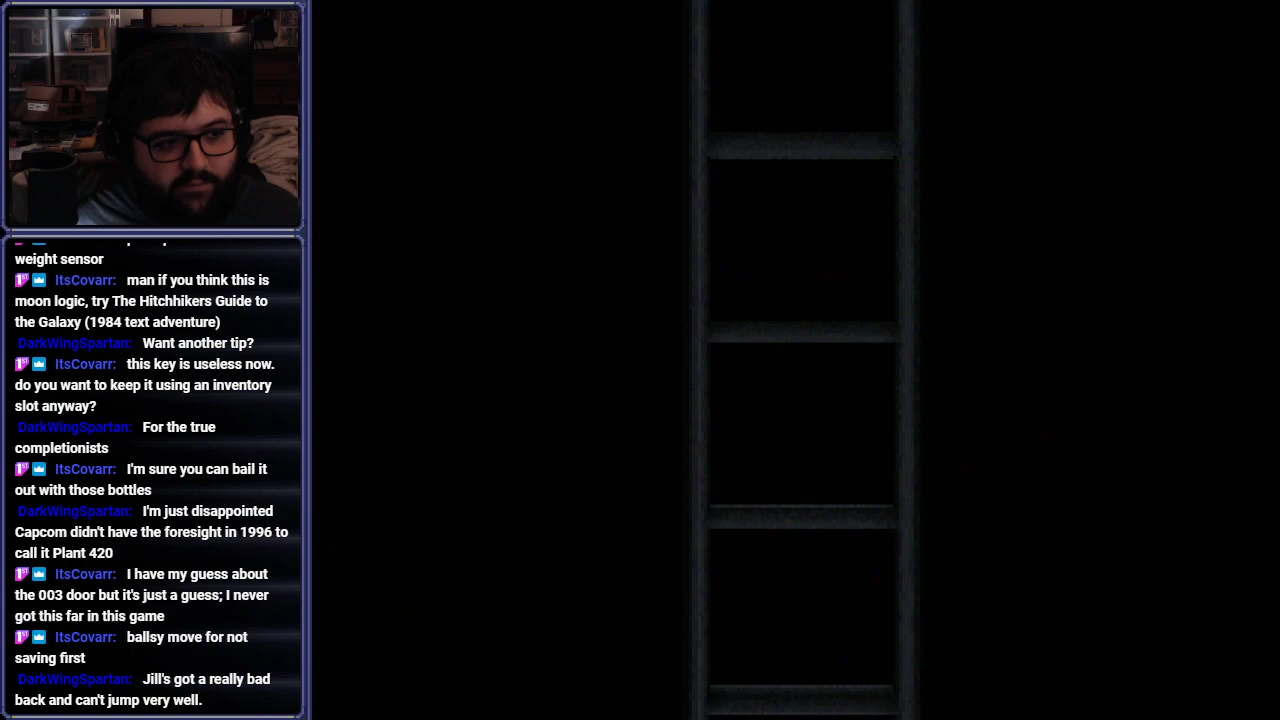 weight sensor
ItsCovarr: man if you think this is
moon logic, try The Hitchhikers Guide to
the Galaxy (1984 text adventure)
DarkWingSpartan: Want another tip?
ItsCovarr: this key is useless now.
do you want to keep it using an inventory
slot anyway?
DarkWingSpartan: For the true
completionists
ItsCovarr: I'm sure you can bail it
out with those bottles
DarkWingSpartan: I'm just disappointed
Capcom didn't have the foresight in 1996 to
call it Plant 420
ItsCovarr: I have my guess about
the 003 door but it's just a guess; I never
got this far in this game
ItsCovarr: ballsy move for not
saving first
DarkWingSpartan: Jill's got a really bad
back and can't jump very well.